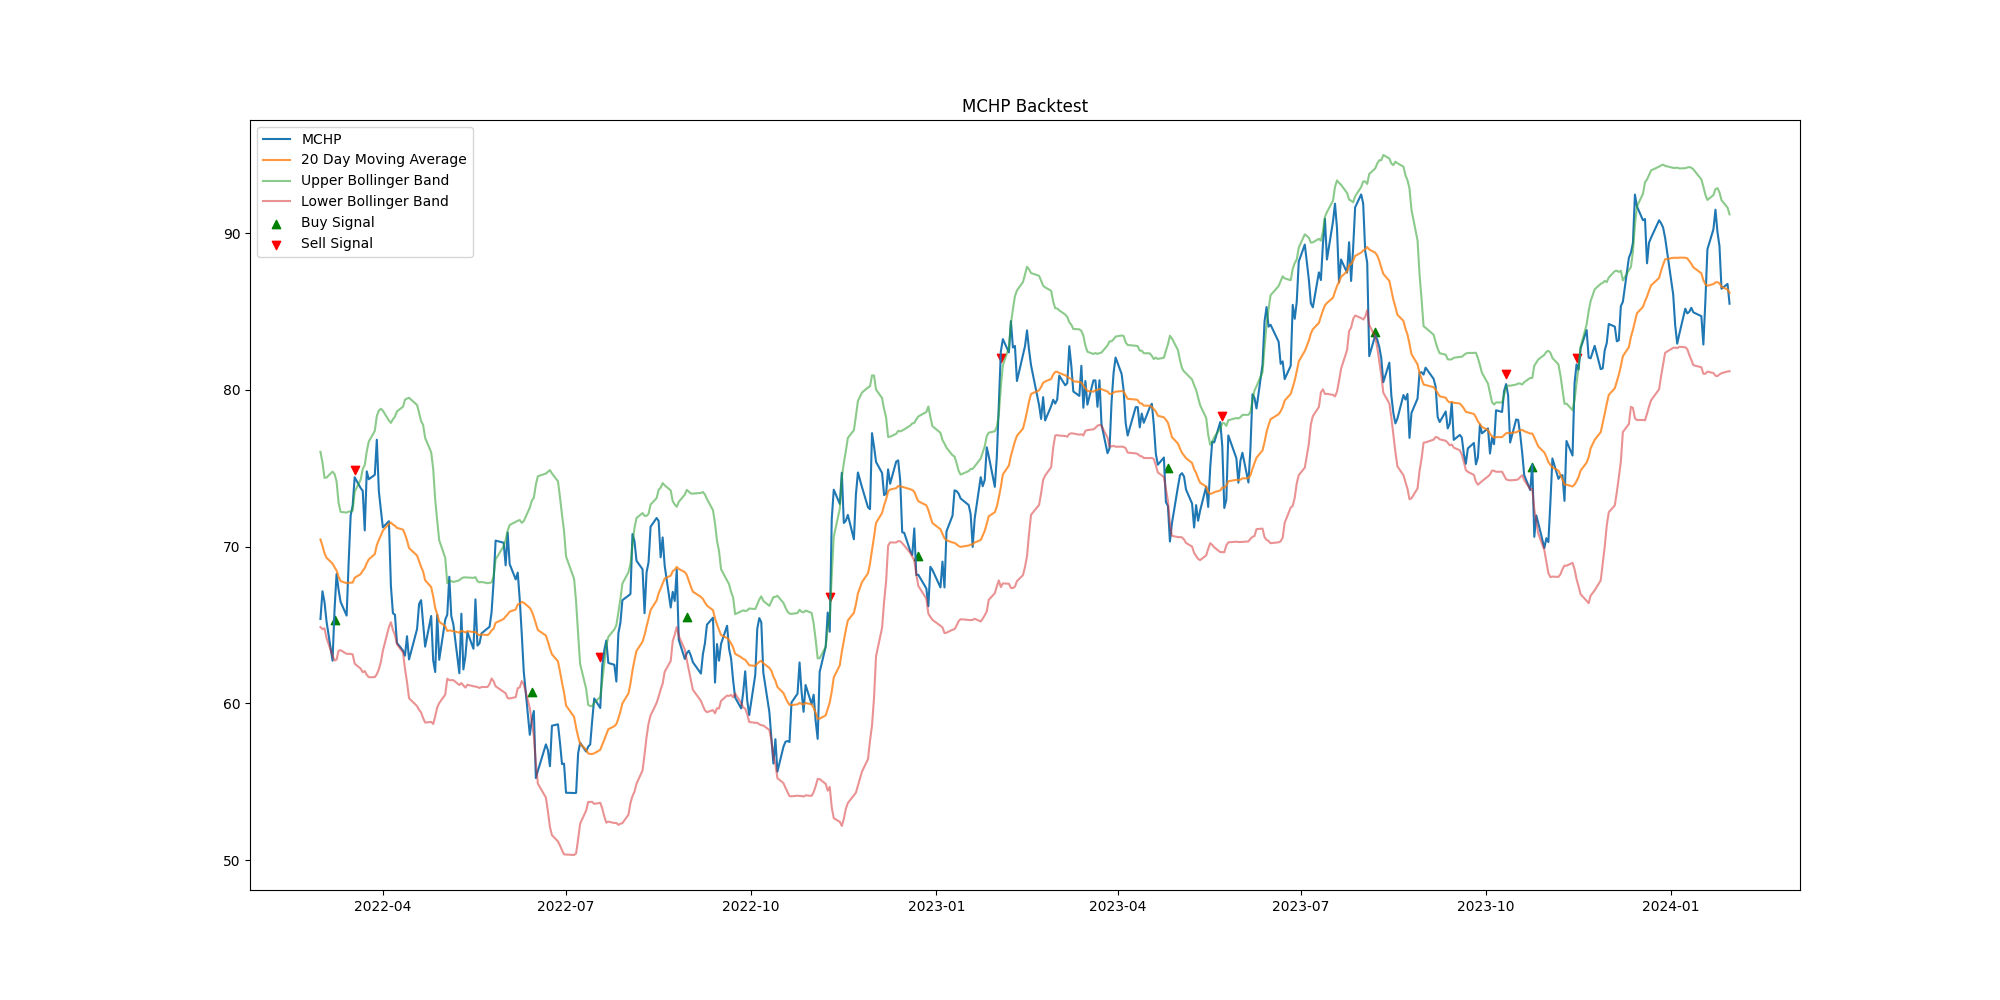 MCHP Backtest
MCHP
20 Day Moving Average
Upper Bollinger Band
Lower Bollinger Band
Buy Signal
Sell Signal
90
80
70
60
50
2022-04 2022-07 2022-10 2023-01 2023-04 2023-07 2023-10 2024-01